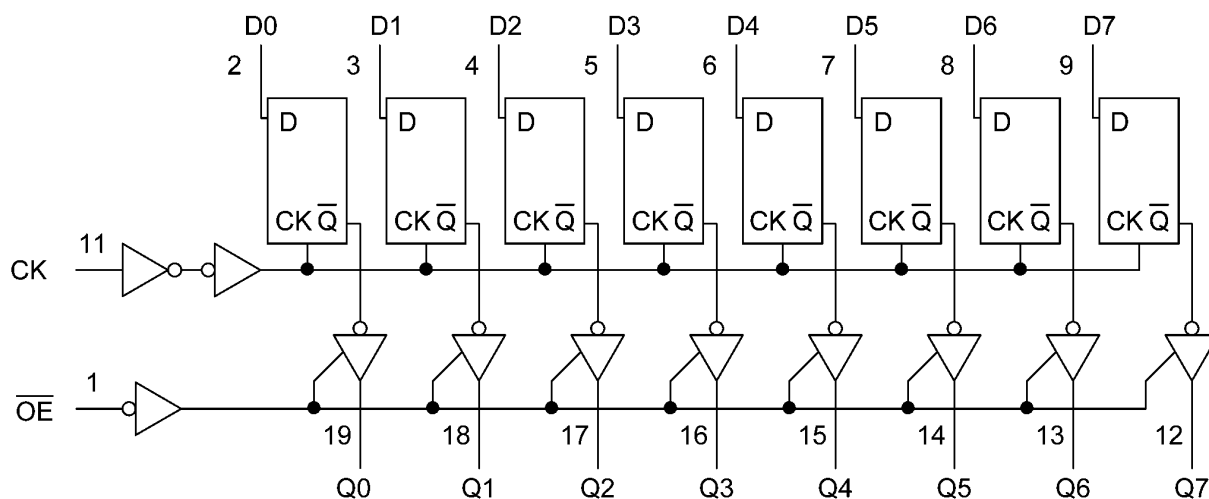 D0 D1 D2 D3 D4 D5 D6 D7
2 3 4 5 6 7 8 9
D D D D D D D D
CK Q̅ CK Q̅ CK Q̅ CK Q̅ CK Q̅ CK Q̅ CK Q̅ CK Q̅
11
CK
1
O̅E̅
19 18 17 16 15 14 13 12
Q0 Q1 Q2 Q3 Q4 Q5 Q6 Q7